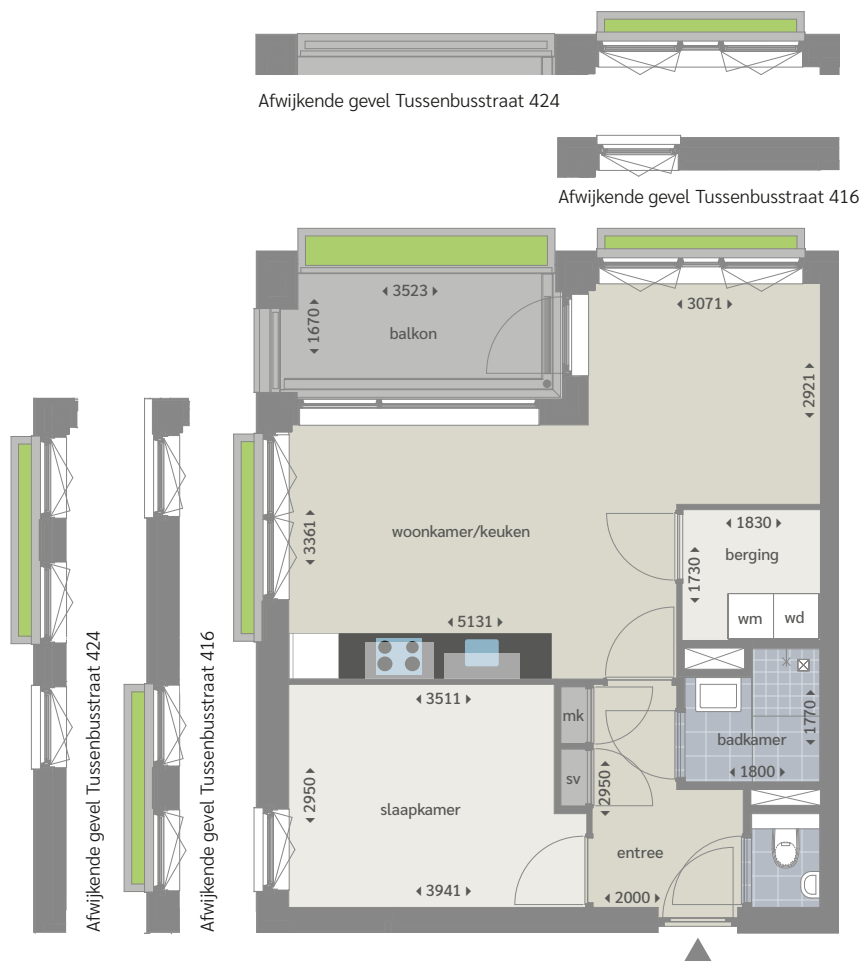 Afwijkende gevel Tussenbusstraat 424
Afwijkende gevel Tussenbusstraat 416
3523
1670
balkon
3071
2921
3361
woonkamer/keuken
1830
berging
1730
wm
wd
5131
3511
mk
badkamer
1770
1800
sv
2950
2950
slaapkamer
entree
3941
2000
Afwijkende gevel Tussenbusstraat 424
Afwijkende gevel Tussenbusstraat 416